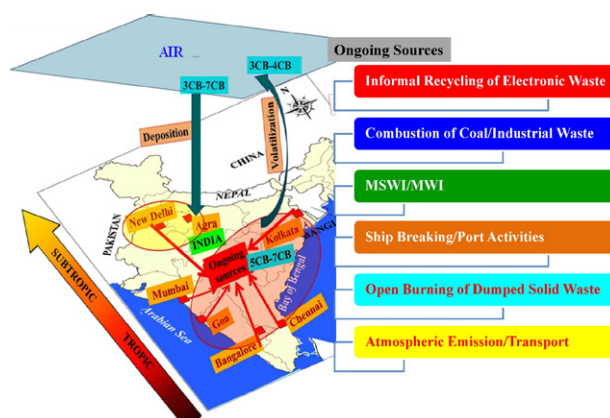 AIR
Ongoing Sources
3CB-4CB
3CB-7CB
Informal Recycling of Electronic Waste
Deposition
Volatilization
N
Combustion of Coal/Industrial Waste
CHINA
MSWI/MWI
NEPAL
PAKISTAN
New Delhi
Agra
INDIA
Kolkata
BANGL
Ship Breaking/Port Activities
SUBTROPIC
Ongoing
sources
5CB-7CB
Open Burning of Dumped Solid Waste
Mumbai
Bay of Bengal
Arabian Sea
Goa
Chennai
Atmospheric Emission/Transport
TROPIC
Bangalore